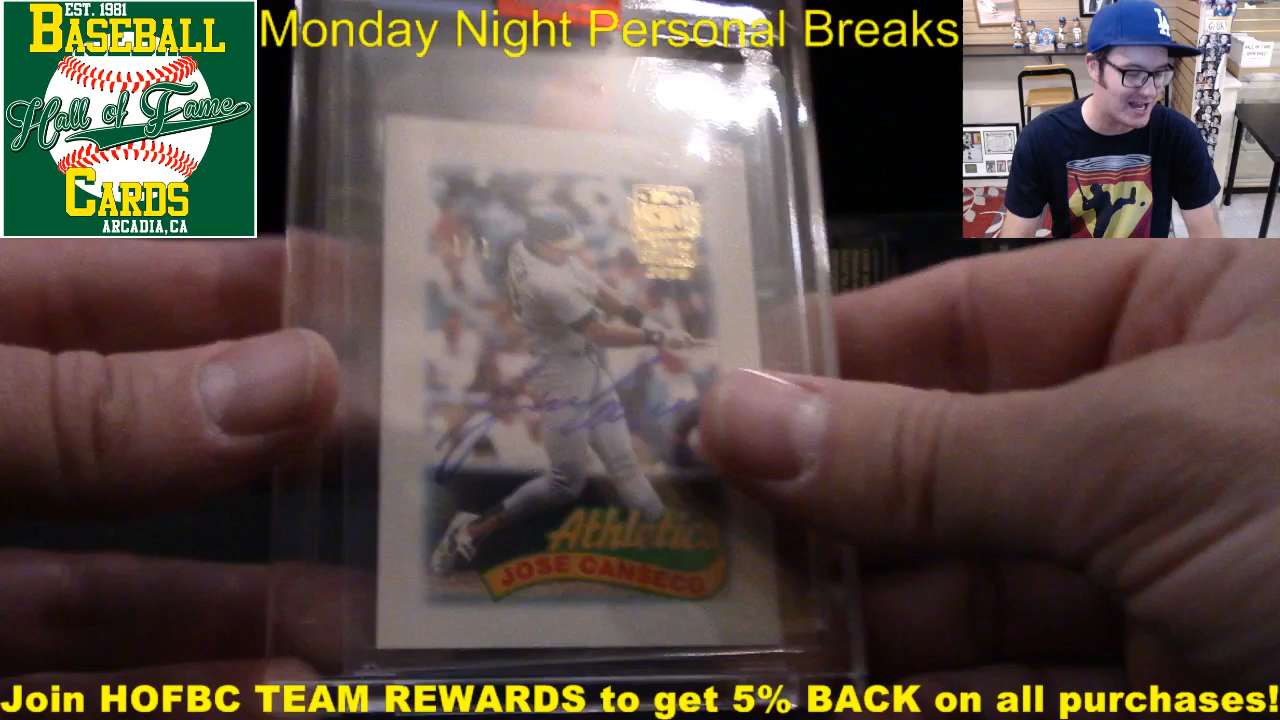 EST. 1981
BASEBALL
Hall of Fame
CARDS
ARCADIA, CA
Monday Night Personal Breaks
LA
Athletics
JOSE CANSECO
Join HOFBC TEAM REWARDS to get 5% BACK on all purchases!